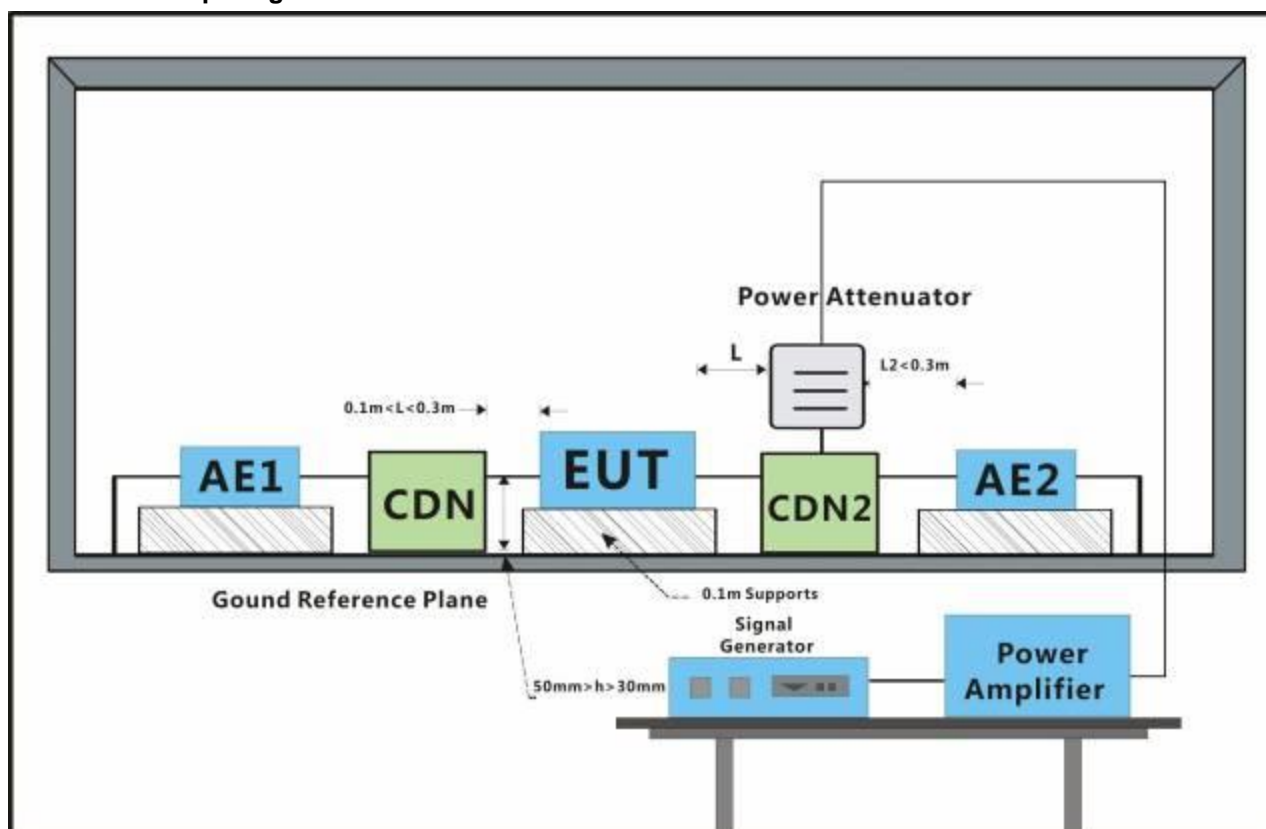 Power Attenuator
L
L2<0.3m
0.1m<L<0.3m
AE1
CDN
EUT
CDN2
AE2
Gound Reference Plane
0.1m Supports
Signal
Generator
50mm>h>30mm
Power
Amplifier